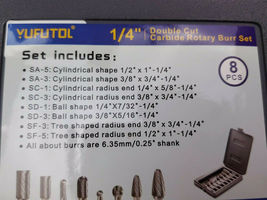 YUFUTOL
1/4" Double Cut
Carbide Rotary Burr Set
Set includes:
8
PCS
• SA-5: Cylindrical shape 1/2" x 1"-1/4"
• SA-3: Cylindrical shape 3/8"x 3/4"-1/4"
• SC-1: Cylindrical radius end 1/4"x 5/8"-1/4"
• SC-3: Cylindrical radius end 3/8"x 3/4"-1/4"
• SD-1: Ball shape 1/4"X7/32"-1/4"
• SD-3: Ball shape 3/8"X5/16"-1/4"
• SF-3: Tree shaped radius end 3/8"x 3/4"-1/4"
• SF-5: Tree shaped radius end 1/2"x 1"-1/4"
• All about burrs are 6.35mm/0.25" shank